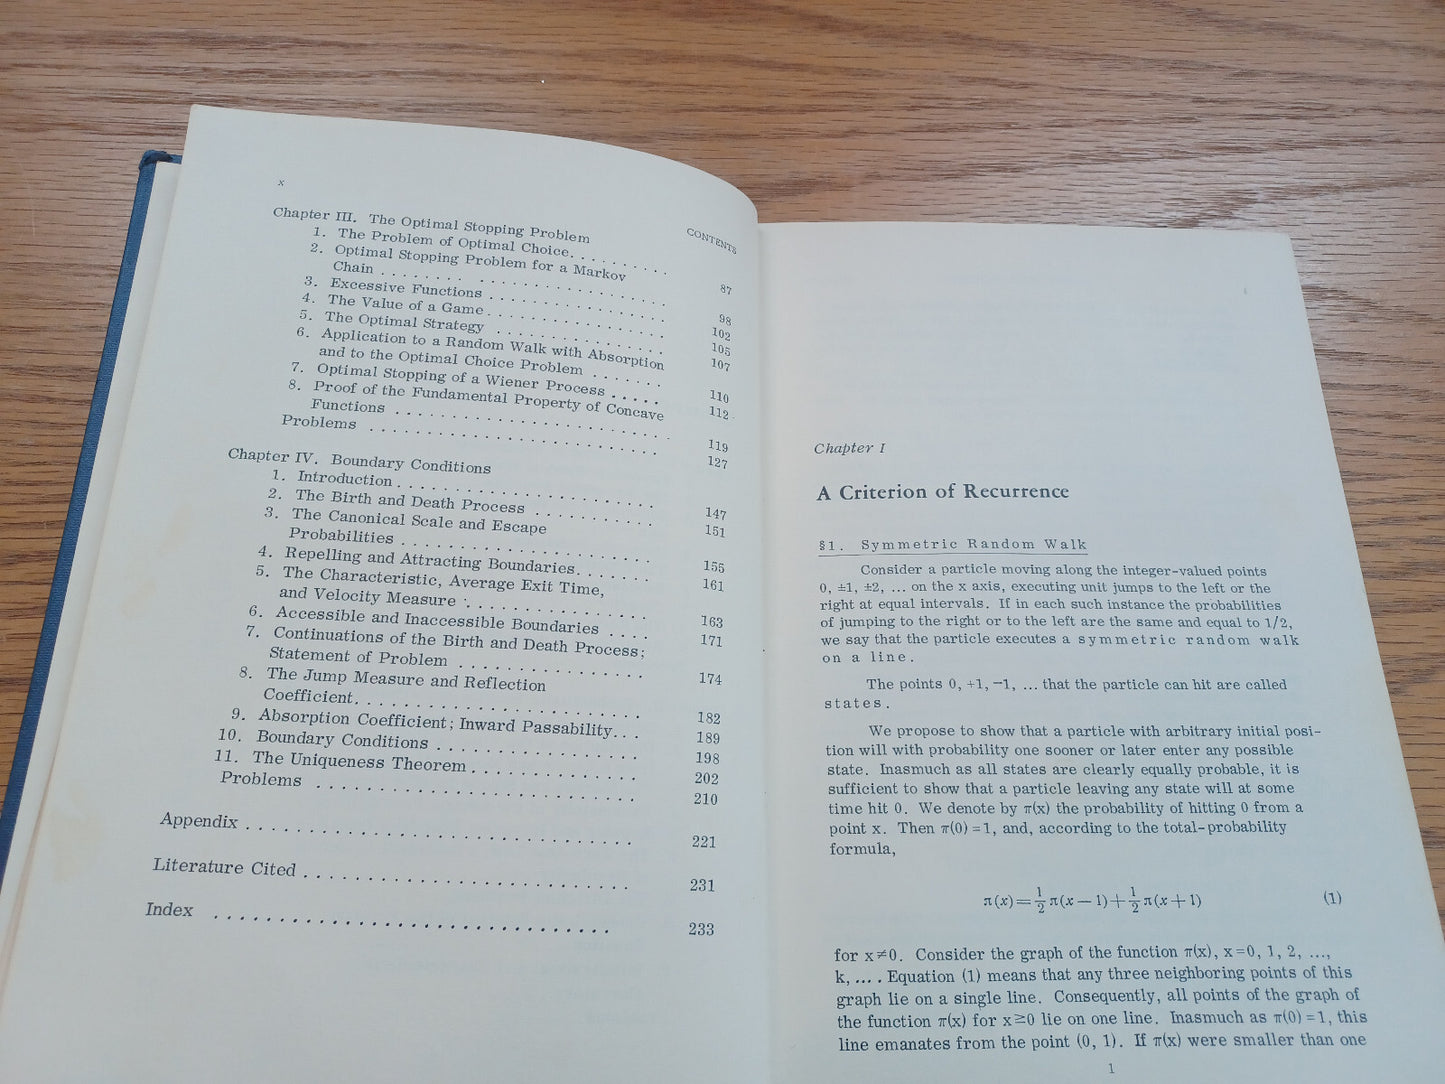 x
CONTENTS
Chapter III. The Optimal Stopping Problem
1. The Problem of Optimal Choice. . . . . . . . . 87
2. Optimal Stopping Problem for a Markov
Chain . . . . . . . . . . . . . . . . . . . . . 98
3. Excessive Functions . . . . . . . . . . . . . . 102
4. The Value of a Game. . . . . . . . . . . . . . . 105
5. The Optimal Strategy . . . . . . . . . . . . . . 107
6. Application to a Random Walk with Absorption
and to the Optimal Choice Problem . . . . . . . 110
7. Optimal Stopping of a Wiener Process . . . . . 112
8. Proof of the Fundamental Property of Concave
Functions . . . . . . . . . . . . . . . . . . . 119
Problems . . . . . . . . . . . . . . . . . . . . 127
Chapter IV. Boundary Conditions
1. Introduction . . . . . . . . . . . . . . . . . . 147
2. The Birth and Death Process . . . . . . . . . . 151
3. The Canonical Scale and Escape
Probabilities . . . . . . . . . . . . . . . . . 155
4. Repelling and Attracting Boundaries. . . . . . 161
5. The Characteristic, Average Exit Time,
and Velocity Measure . . . . . . . . . . . . . 163
6. Accessible and Inaccessible Boundaries . . . . 171
7. Continuations of the Birth and Death Process;
Statement of Problem . . . . . . . . . . . . . 174
8. The Jump Measure and Reflection
Coefficient. . . . . . . . . . . . . . . . . . . 182
9. Absorption Coefficient; Inward Passability. . . 189
10. Boundary Conditions . . . . . . . . . . . . . . 198
11. The Uniqueness Theorem . . . . . . . . . . . . 202
Problems . . . . . . . . . . . . . . . . . . . . . 210
Appendix . . . . . . . . . . . . . . . . . . . . . . 221
Literature Cited . . . . . . . . . . . . . . . . . . 231
Index . . . . . . . . . . . . . . . . . . . . . . . . 233
Chapter I
A Criterion of Recurrence
§1. Symmetric Random Walk
Consider a particle moving along the integer-valued points
0, ±1, ±2, ... on the x axis, executing unit jumps to the left or the
right at equal intervals. If in each such instance the probabilities
of jumping to the right or to the left are the same and equal to 1/2,
we say that the particle executes a symmetric random walk
on a line.
The points 0, +1, −1, ... that the particle can hit are called
states.
We propose to show that a particle with arbitrary initial posi-
tion will with probability one sooner or later enter any possible
state. Inasmuch as all states are clearly equally probable, it is
sufficient to show that a particle leaving any state will at some
time hit 0. We denote by π(x) the probability of hitting 0 from a
point x. Then π(0) = 1, and, according to the total-probability
formula,
π(x) = 1/2 π(x − 1) + 1/2 π(x + 1) (1)
for x ≠ 0. Consider the graph of the function π(x), x = 0, 1, 2, ...,
k, ... . Equation (1) means that any three neighboring points of this
graph lie on a single line. Consequently, all points of the graph of
the function π(x) for x ≥ 0 lie on one line. Inasmuch as π(0) = 1, this
line emanates from the point (0, 1). If π(x) were smaller than one
1